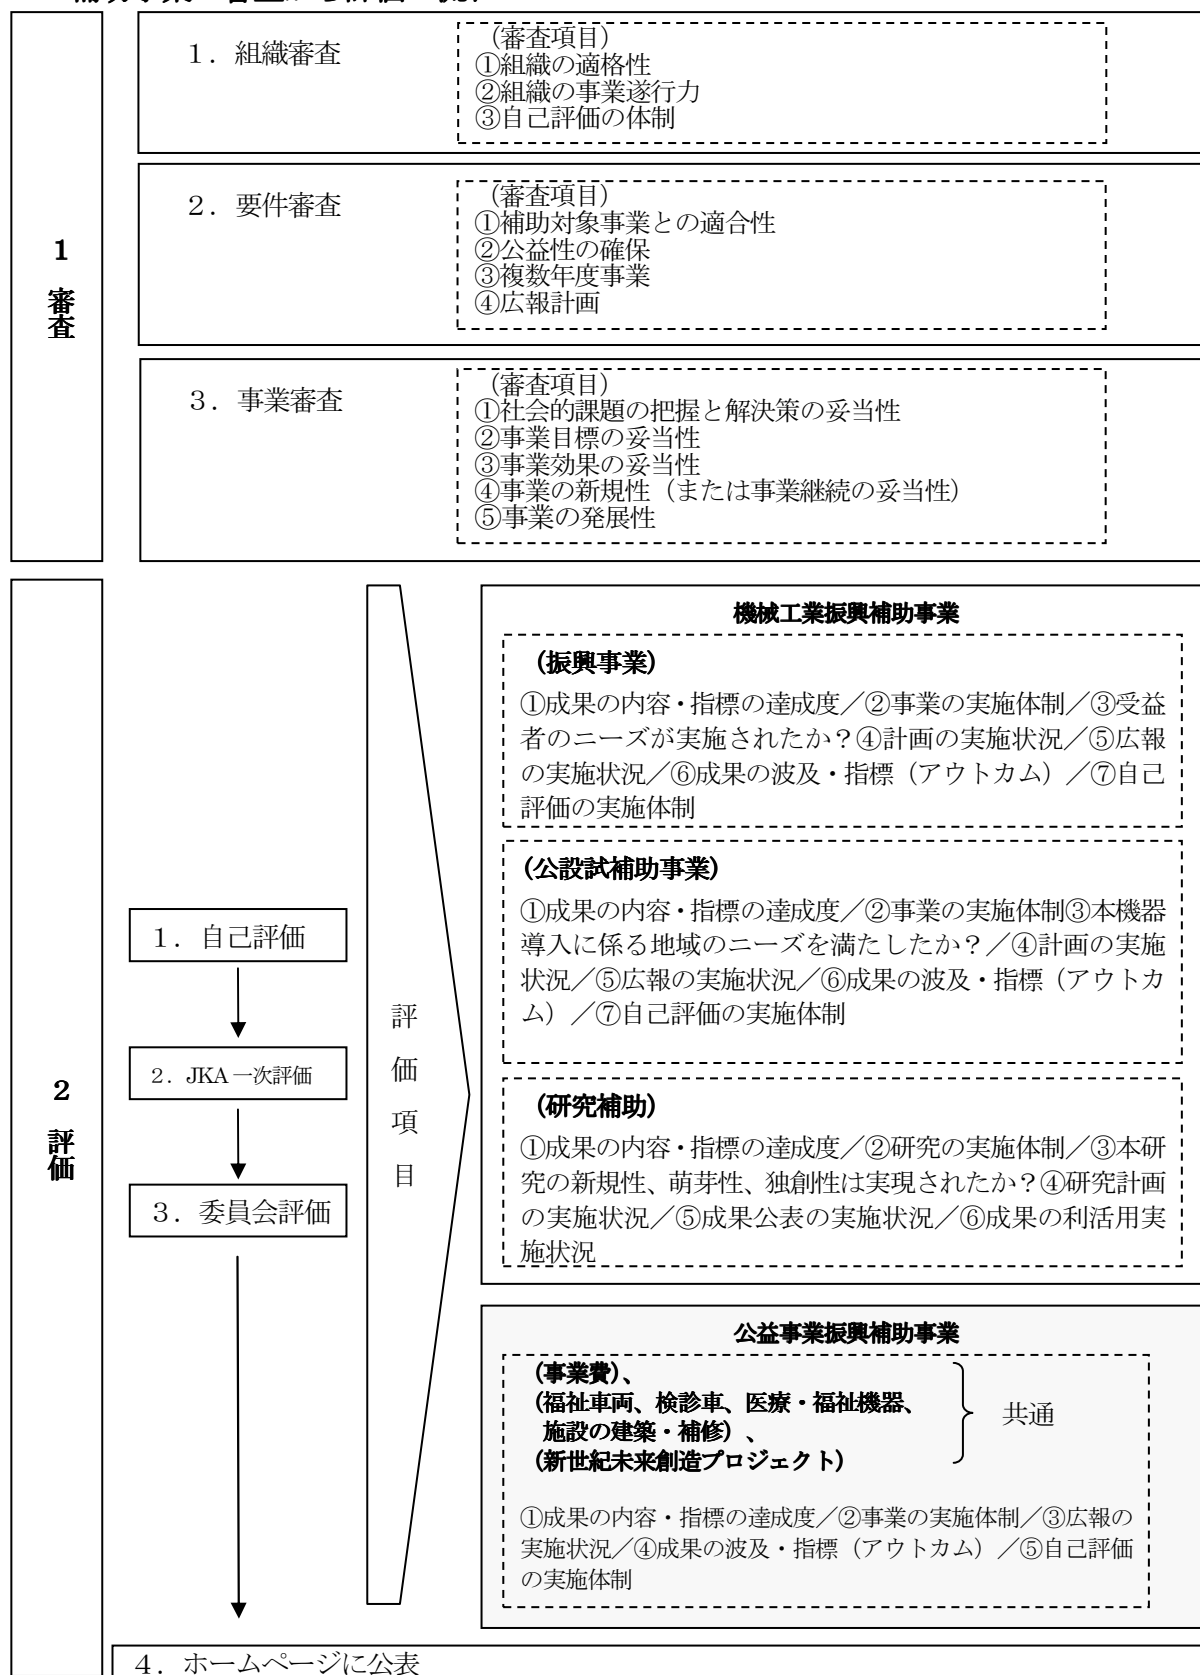 1
審査
１．組織審査
（審査項目）
①組織の適格性
②組織の事業遂行力
③自己評価の体制
２．要件審査
（審査項目）
①補助対象事業との適合性
②公益性の確保
③複数年度事業
④広報計画
３．事業審査
（審査項目）
①社会的課題の把握と解決策の妥当性
②事業目標の妥当性
③事業効果の妥当性
④事業の新規性（または事業継続の妥当性）
⑤事業の発展性
2
評価
１．自己評価
２．JKA 一次評価
３．委員会評価
評
価
項
目
機械工業振興補助事業
（振興事業）
①成果の内容・指標の達成度／②事業の実施体制／③受益
者のニーズが実施されたか？④計画の実施状況／⑤広報
の実施状況／⑥成果の波及・指標（アウトカム）／⑦自己
評価の実施体制
（公設試補助事業）
①成果の内容・指標の達成度／②事業の実施体制③本機器
導入に係る地域のニーズを満たしたか？／④計画の実施
状況／⑤広報の実施状況／⑥成果の波及・指標（アウトカ
ム）／⑦自己評価の実施体制
（研究補助）
①成果の内容・指標の達成度／②研究の実施体制／③本研
究の新規性、萌芽性、独創性は実現されたか？④研究計画
の実施状況／⑤成果公表の実施状況／⑥成果の利活用実
施状況
公益事業振興補助事業
（事業費）、
（福祉車両、検診車、医療・福祉機器、
施設の建築・補修）、
（新世紀未来創造プロジェクト）
共通
①成果の内容・指標の達成度／②事業の実施体制／③広報の
実施状況／④成果の波及・指標（アウトカム）／⑤自己評価
の実施体制
４．ホームページに公表